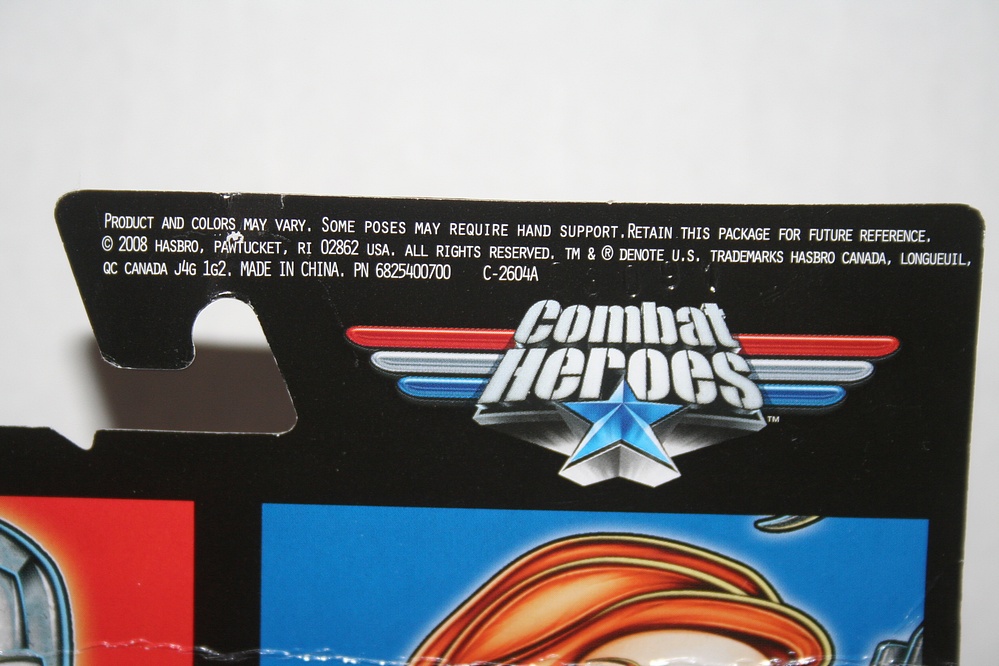 PRODUCT AND COLORS MAY VARY. SOME POSES MAY REQUIRE HAND SUPPORT.RETAIN THIS PACKAGE FOR FUTURE REFERENCE.
© 2008 HASBRO, PAWTUCKET, RI 02862 USA. ALL RIGHTS RESERVED. TM & ® DENOTE U.S. TRADEMARKS HASBRO CANADA, LONGUEUIL,
QC CANADA J4G 1G2. MADE IN CHINA. PN 6825400700 C-2604A
Combat
Heroes
TM